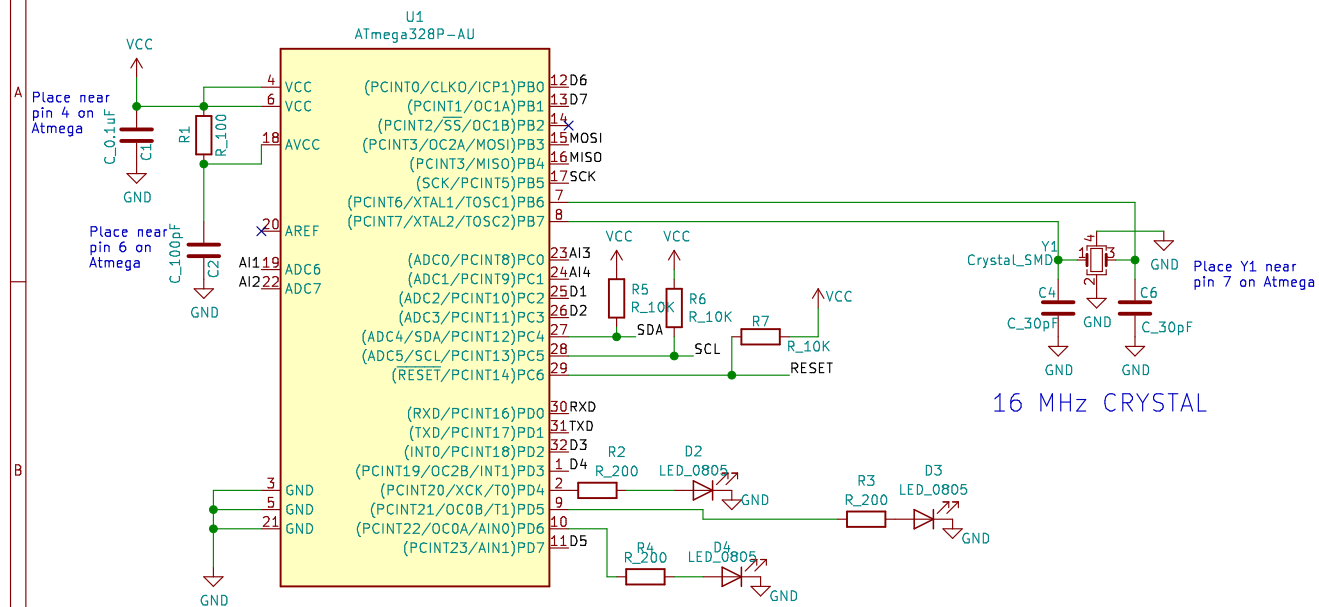 U1
ATmega328P-AU
VCC
A
Place near
pin 4 on
Atmega
C_0.1uF
C1
GND
R1
R_100
Place near
pin 6 on
Atmega
C_100pF
C2
GND
4 VCC
6 VCC
18 AVCC
20 AREF
AI1 19 ADC6
AI2 22 ADC7
3 GND
5 GND
21 GND
GND
(PCINT0/CLKO/ICP1)PB0 12 D6
(PCINT1/OC1A)PB1 13 D7
(PCINT2/SS/OC1B)PB2 14
(PCINT3/OC2A/MOSI)PB3 15 MOSI
(PCINT3/MISO)PB4 16 MISO
(SCK/PCINT5)PB5 17 SCK
(PCINT6/XTAL1/TOSC1)PB6 7
(PCINT7/XTAL2/TOSC2)PB7 8
(ADC0/PCINT8)PC0 23 AI3
(ADC1/PCINT9)PC1 24 AI4
(ADC2/PCINT10)PC2 25 D1
(ADC3/PCINT11)PC3 26 D2
(ADC4/SDA/PCINT12)PC4 27 SDA
(ADC5/SCL/PCINT13)PC5 28 SCL
(RESET/PCINT14)PC6 29 RESET
(RXD/PCINT16)PD0 30 RXD
(TXD/PCINT17)PD1 31 TXD
(INT0/PCINT18)PD2 32 D3
(PCINT19/OC2B/INT1)PD3 1 D4
(PCINT20/XCK/T0)PD4 2
(PCINT21/OC0B/T1)PD5 9
(PCINT22/OC0A/AIN0)PD6 10
(PCINT23/AIN1)PD7 11 D5
VCC
R5
R_10K
VCC
R6
R_10K
R7
R_10K
VCC
Y1
Crystal_SMD
1
4
3
2
GND
GND
Place Y1 near
pin 7 on Atmega
C4
C_30pF
GND
C6
C_30pF
GND
16 MHz CRYSTAL
B
R2
R_200
D2
LED_0805
GND
R3
R_200
D3
LED_0805
GND
R4
R_200
D4
LED_0805
GND